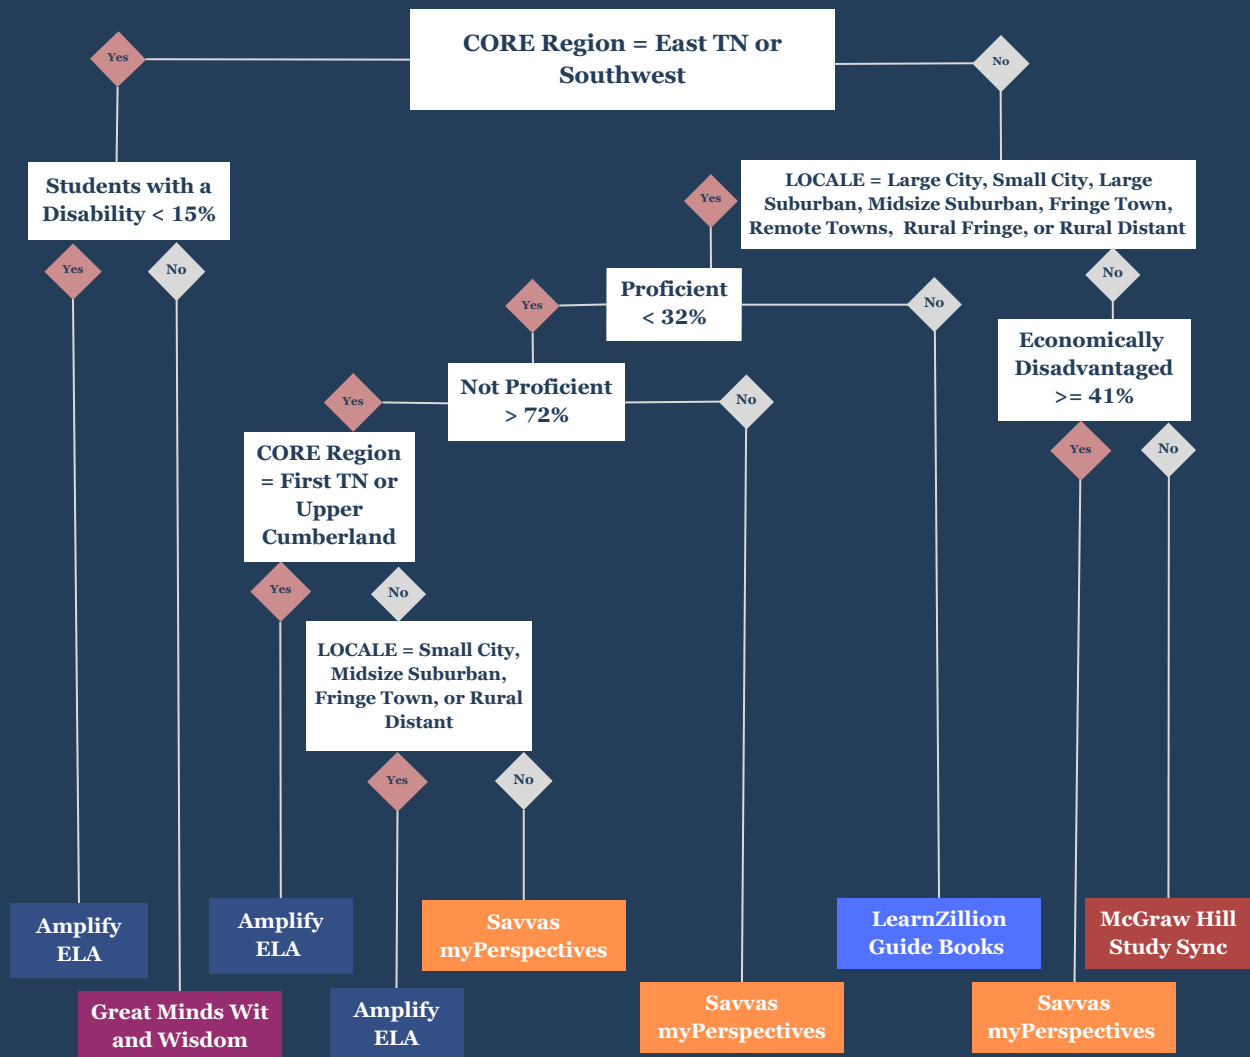 CORE Region = East TN or
Southwest
Yes
No
Students with a
Disability < 15%
LOCALE = Large City, Small City, Large
Suburban, Midsize Suburban, Fringe Town,
Remote Towns, Rural Fringe, or Rural Distant
Yes
Yes
No
No
Proficient
< 32%
Yes
No
Economically
Disadvantaged
>= 41%
Not Proficient
> 72%
Yes
No
CORE Region
= First TN or
Upper
Cumberland
Yes
No
Yes
No
LOCALE = Small City,
Midsize Suburban,
Fringe Town, or Rural
Distant
Yes
No
Amplify
ELA
Amplify
ELA
Savvas
myPerspectives
LearnZillion
Guide Books
McGraw Hill
Study Sync
Great Minds Wit
and Wisdom
Amplify
ELA
Savvas
myPerspectives
Savvas
myPerspectives